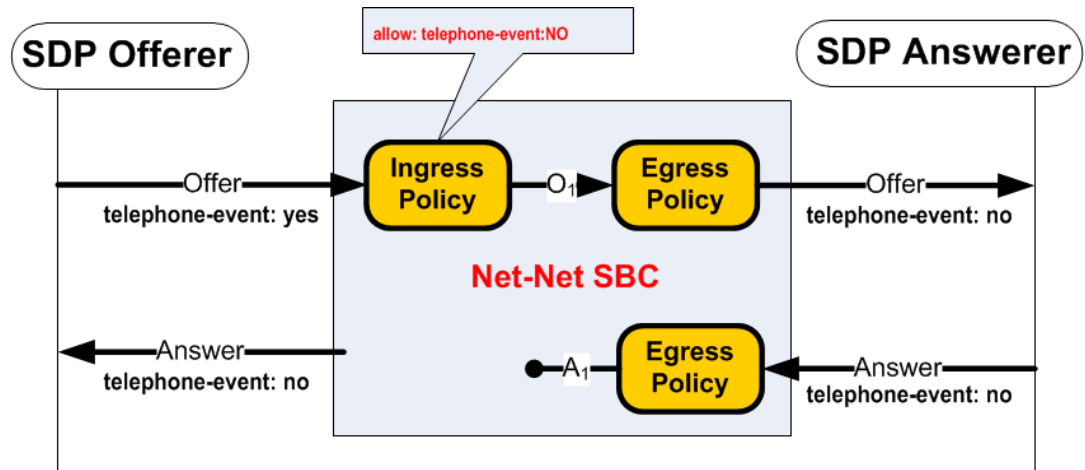 allow: telephone-event:NO
SDP Offerer
SDP Answerer
Ingress
Policy
Egress
Policy
Offer
O1
Offer
telephone-event: yes
telephone-event: no
Net-Net SBC
Egress
Policy
Answer
A1
Answer
telephone-event: no
telephone-event: no